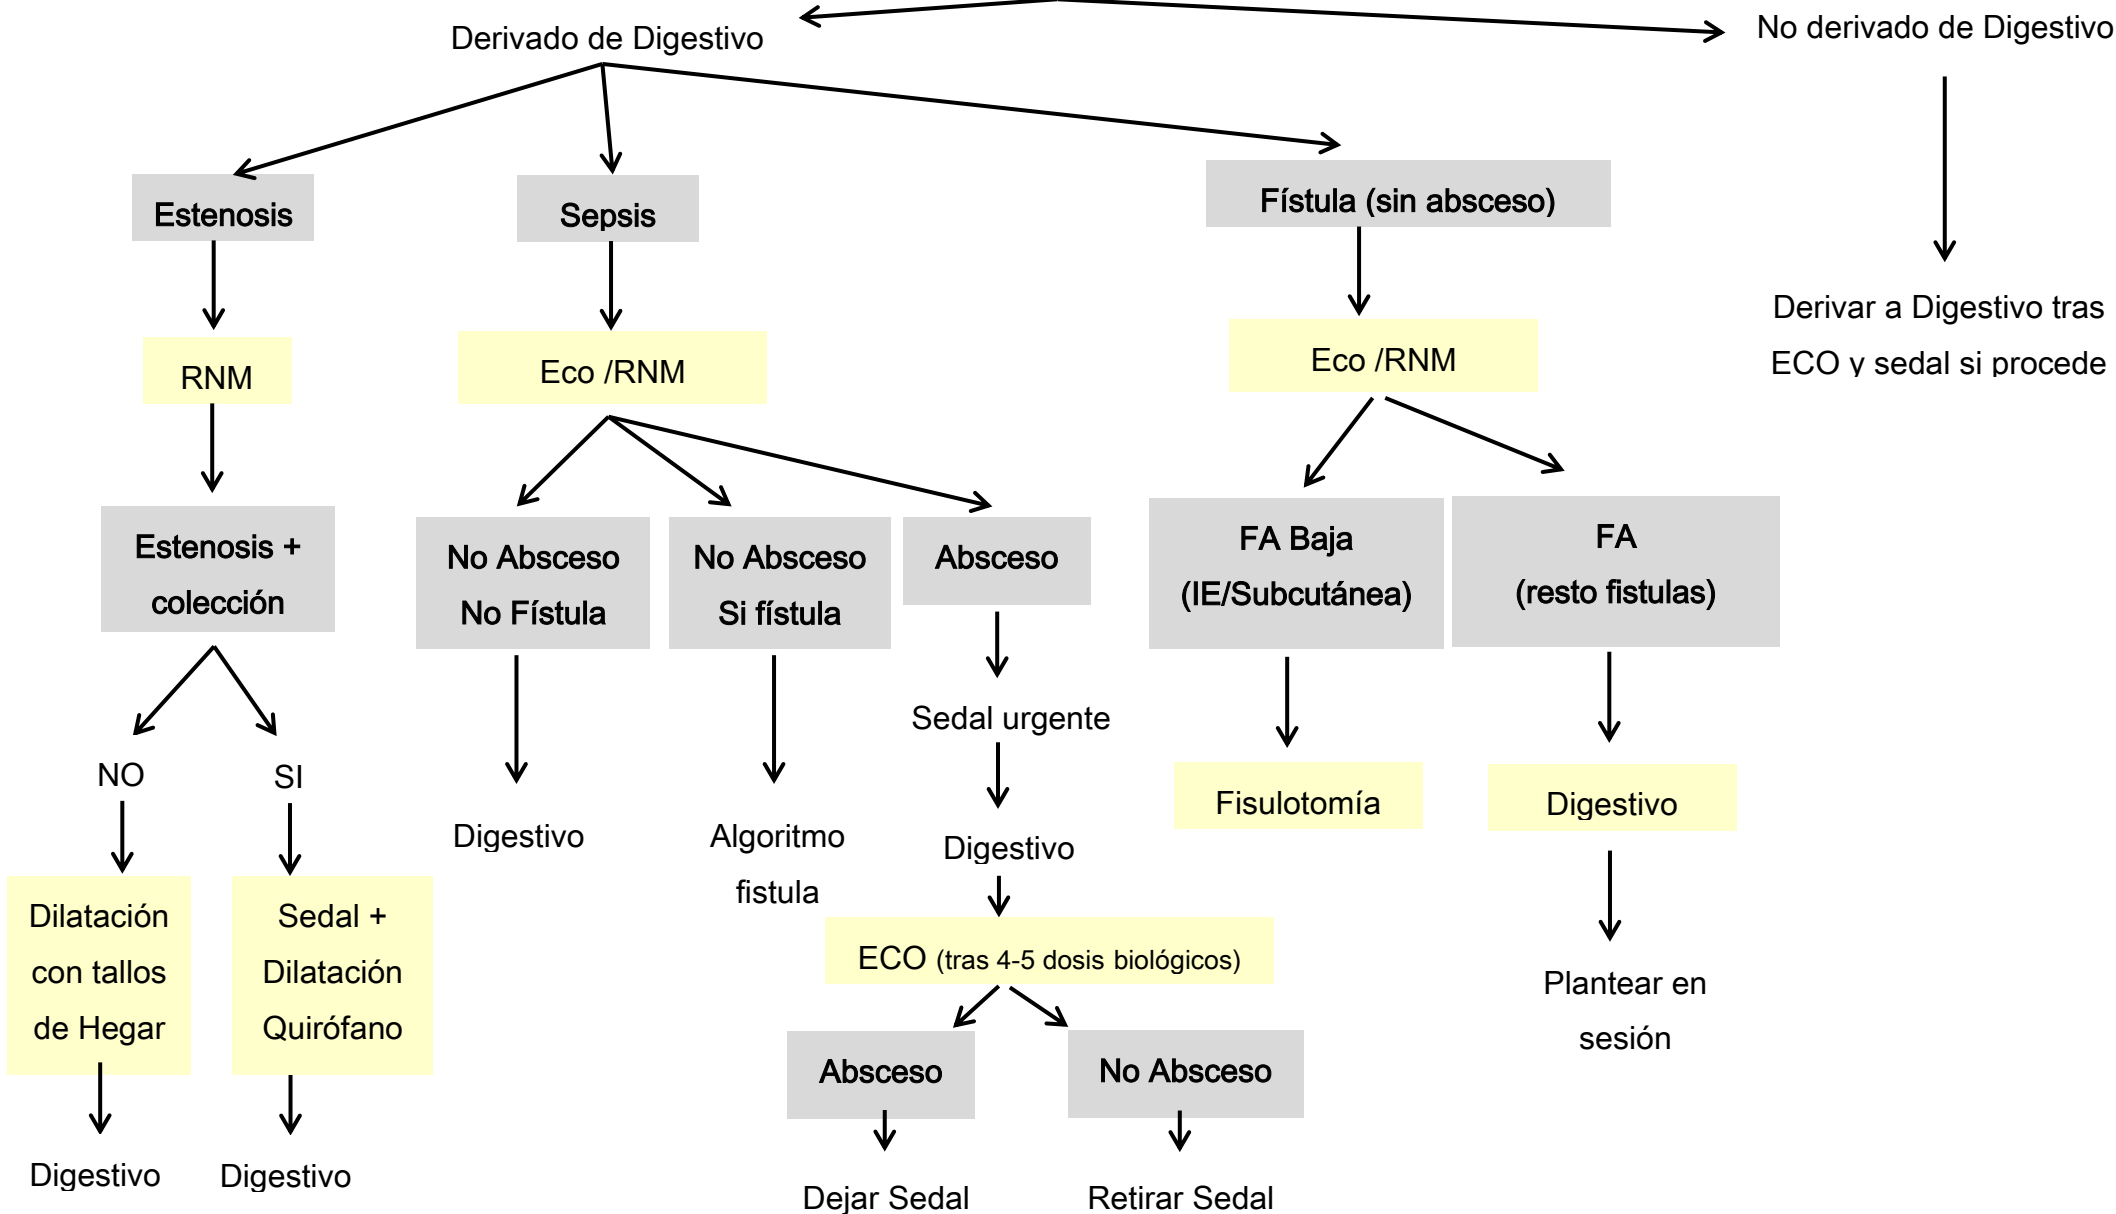 Derivado de Digestivo
No derivado de Digestivo
Estenosis
Sepsis
Fístula (sin absceso)
Derivar a Digestivo tras
ECO y sedal si procede
RNM
Eco /RNM
Eco /RNM
Estenosis +
colección
No Absceso
No Fístula
No Absceso
Si fístula
Absceso
FA Baja
(IE/Subcutánea)
FA
(resto fistulas)
NO
SI
Sedal urgente
Digestivo
Algoritmo
fistula
Digestivo
Fisulotomía
Digestivo
Dilatación
con tallos
de Hegar
Sedal +
Dilatación
Quirófano
ECO (tras 4-5 dosis biológicos)
Plantear en
sesión
Absceso
No Absceso
Digestivo
Digestivo
Dejar Sedal
Retirar Sedal